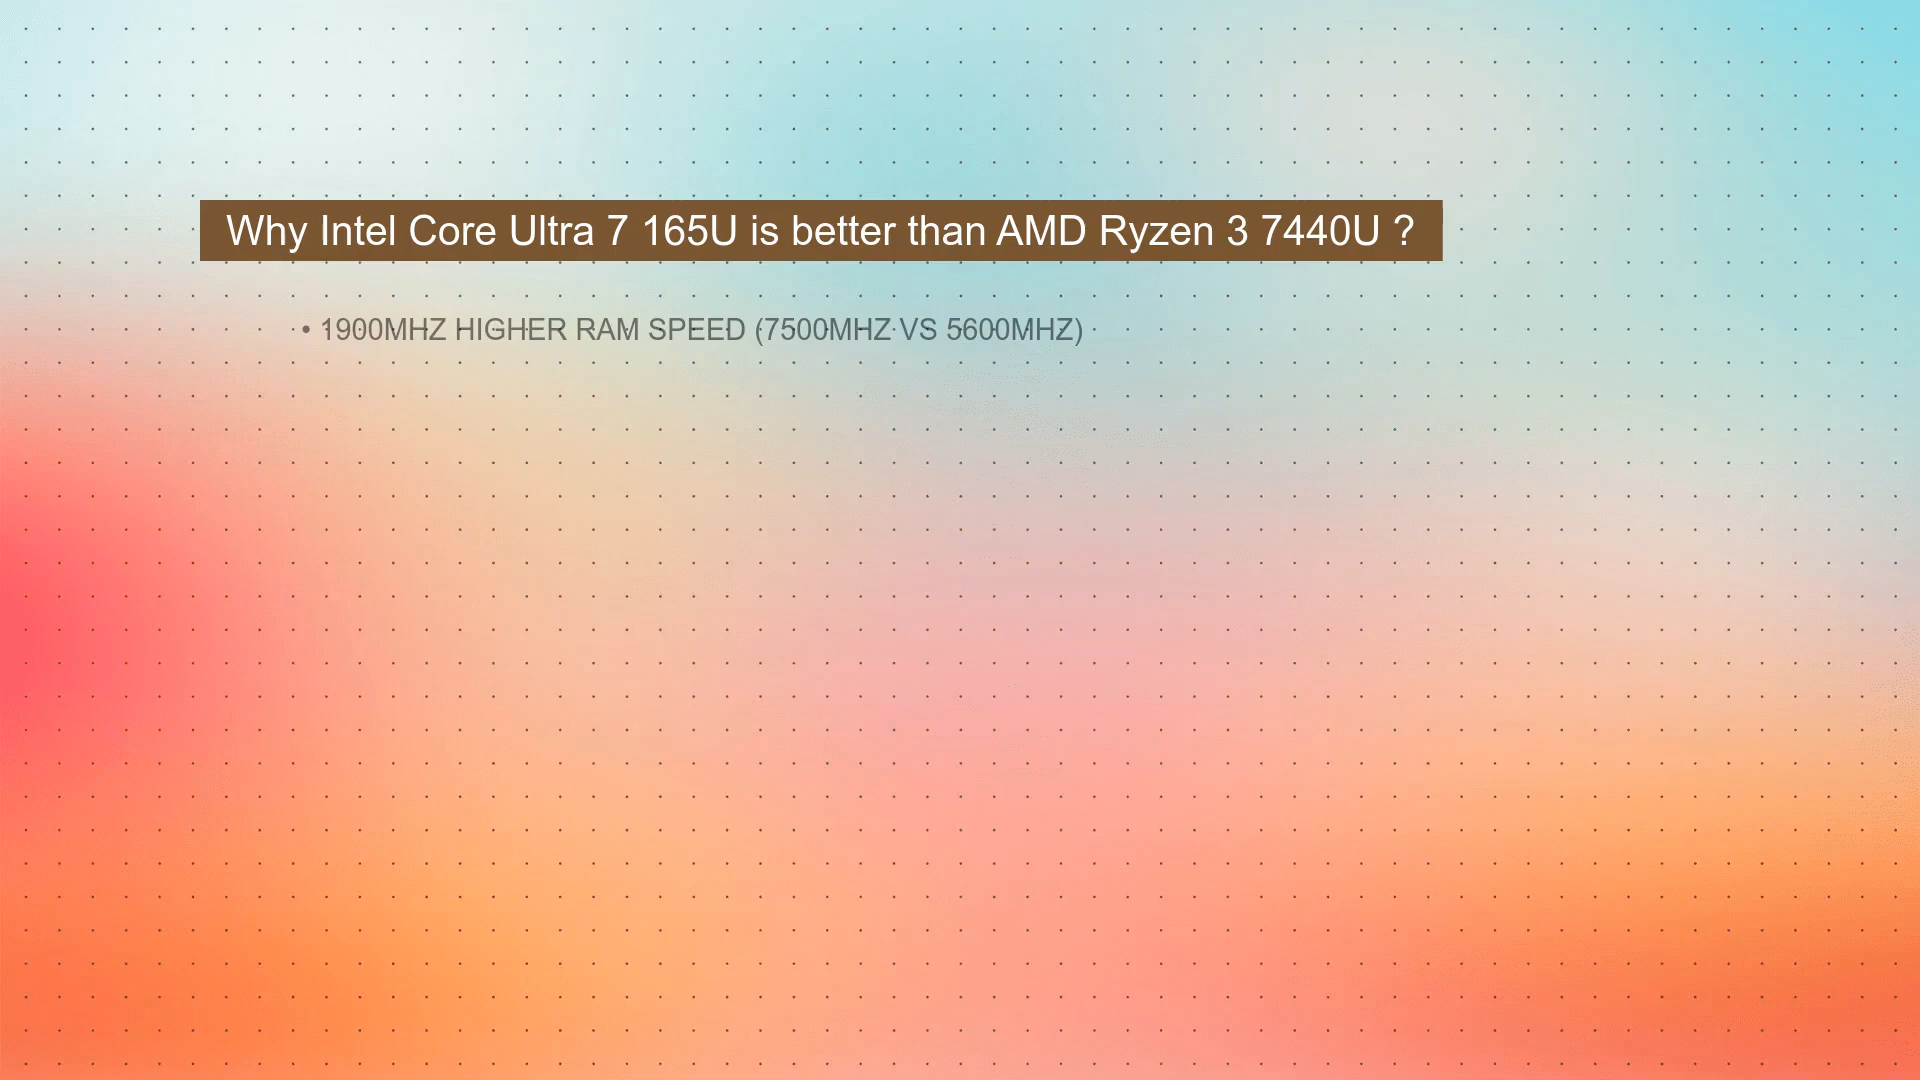 Why Intel Core Ultra 7 165U is better than AMD Ryzen 3 7440U ?
• 1900MHZ HIGHER RAM SPEED (7500MHZ VS 5600MHZ)